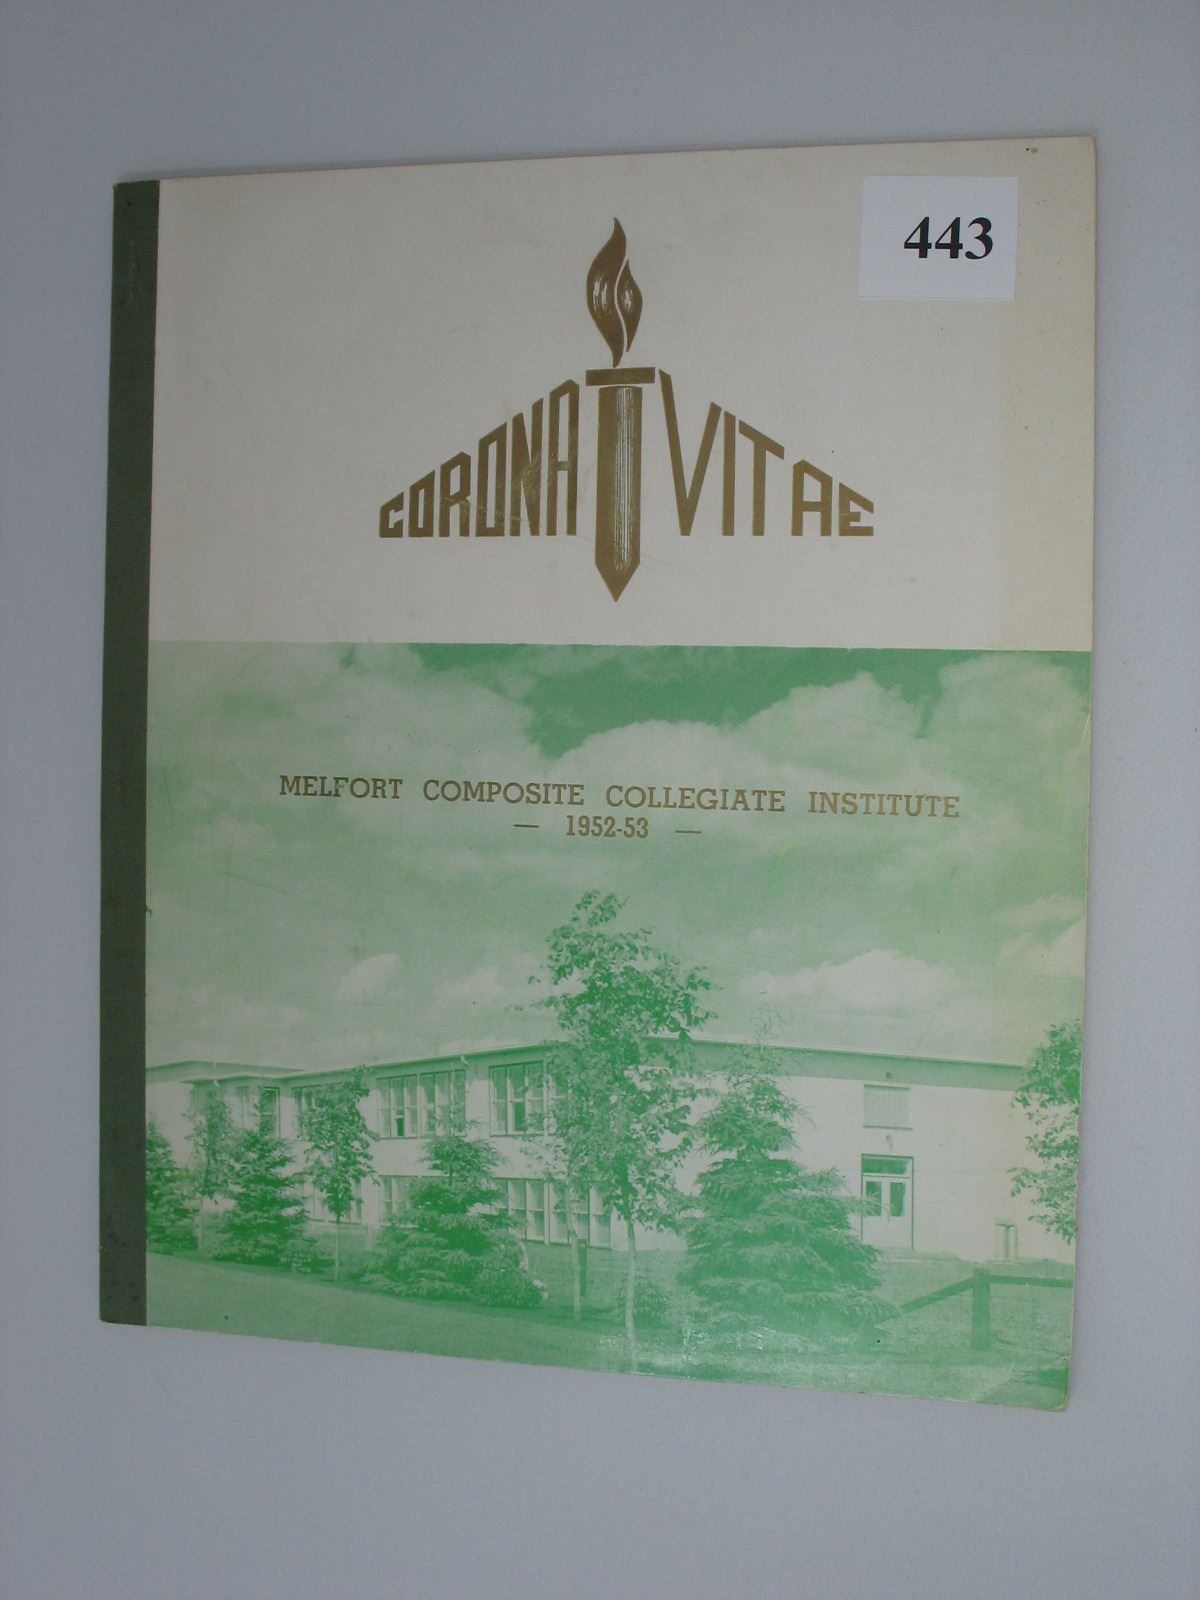 443
CORONA VITAE
MELFORT COMPOSITE COLLEGIATE INSTITUTE
— 1952-53 —